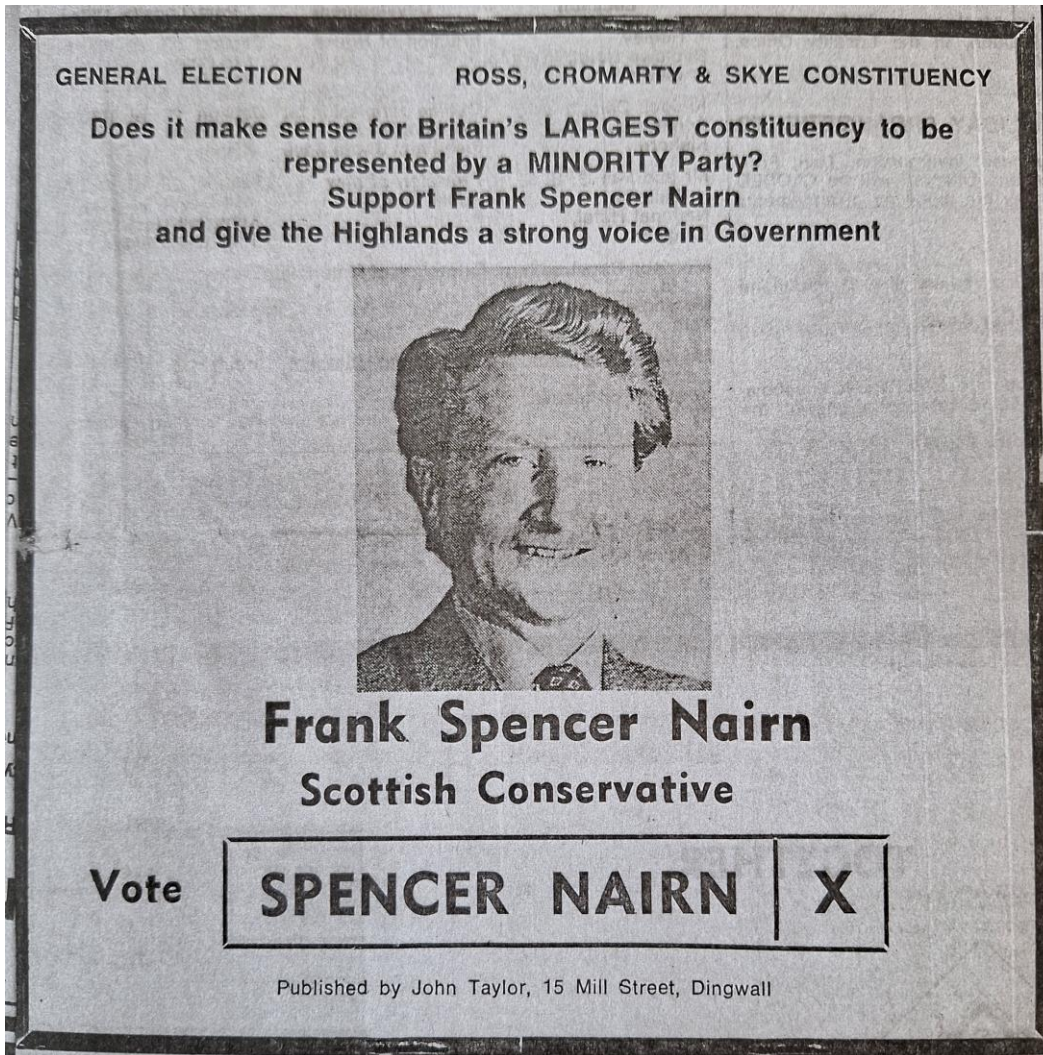 GENERAL ELECTION ROSS, CROMARTY & SKYE CONSTITUENCY
Does it make sense for Britain's LARGEST constituency to be
represented by a MINORITY Party?
Support Frank Spencer Nairn
and give the Highlands a strong voice in Government
Frank Spencer Nairn
Scottish Conservative
Vote SPENCER NAIRN X
Published by John Taylor, 15 Mill Street, Dingwall